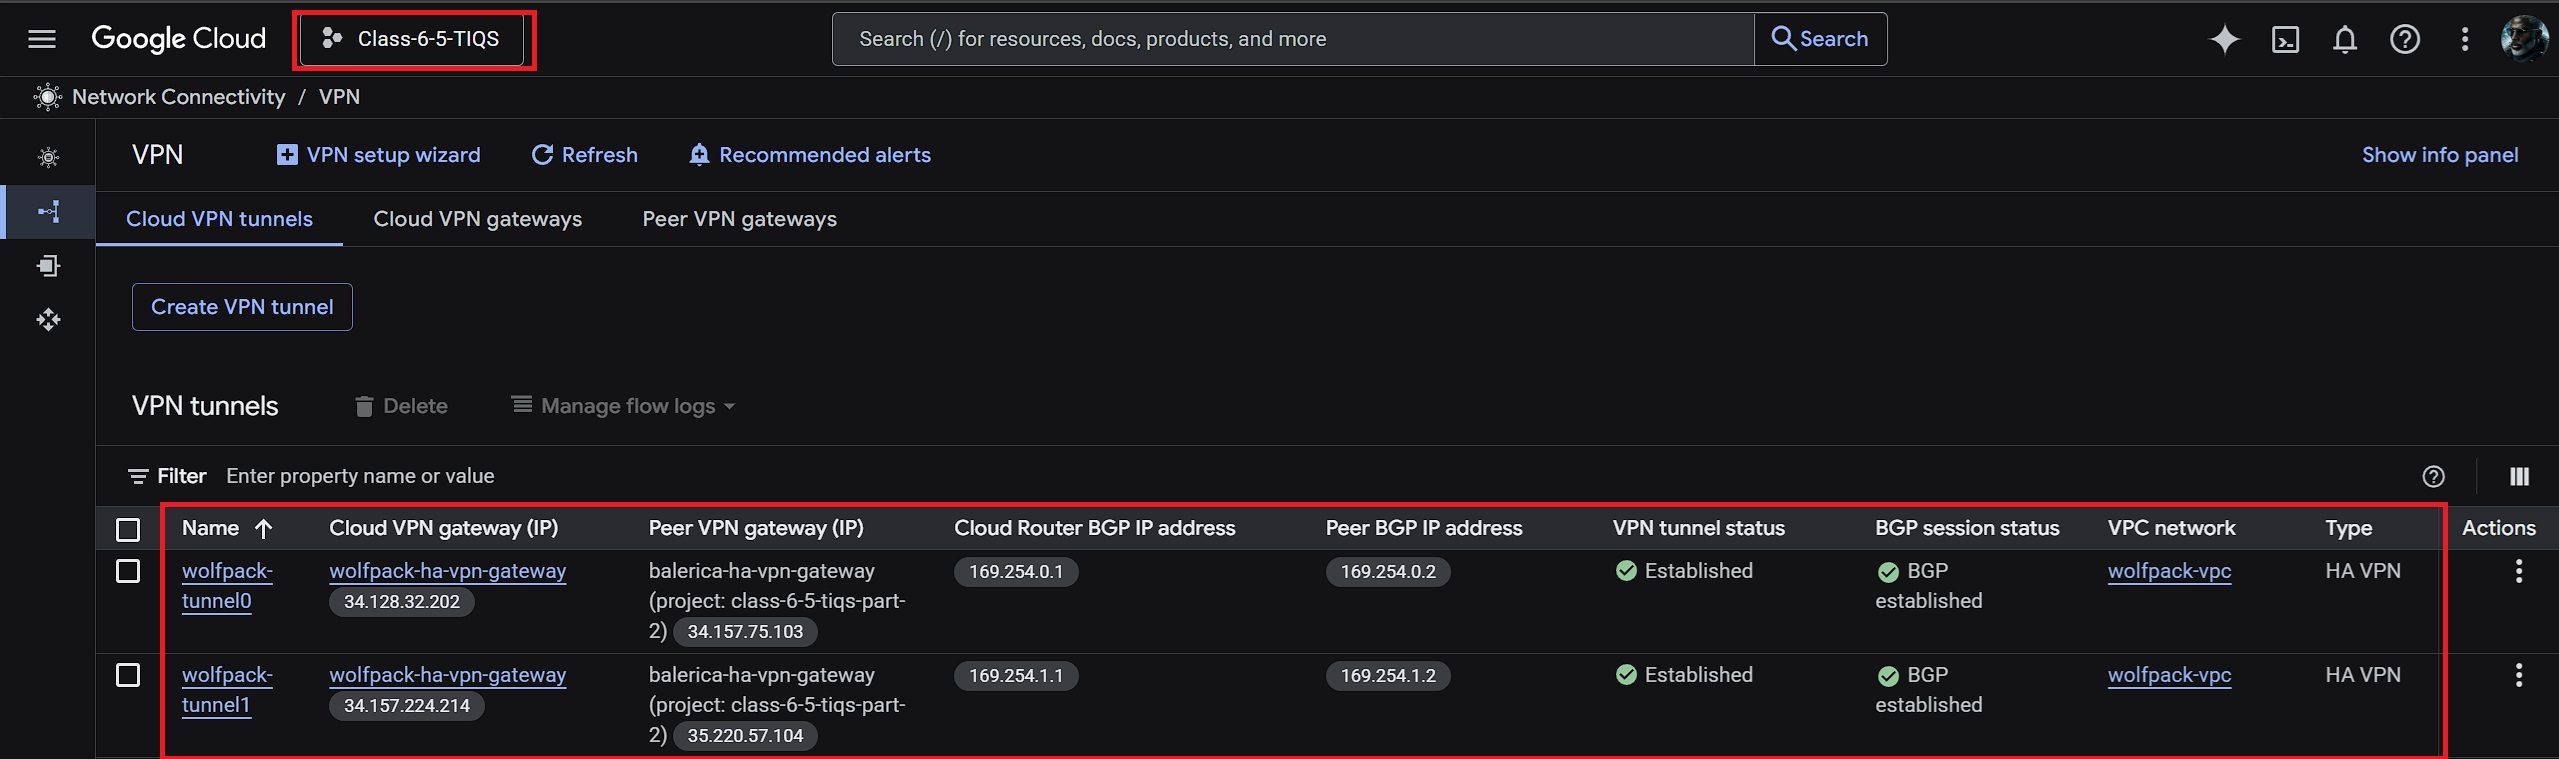 Google Cloud
Class-6-5-TIQS
Search (/) for resources, docs, products, and more
Search
Network Connectivity / VPN
VPN
VPN setup wizard
Refresh
Recommended alerts
Show info panel
Cloud VPN tunnels
Cloud VPN gateways
Peer VPN gateways
Create VPN tunnel
VPN tunnels
Delete
Manage flow logs
Filter
Enter property name or value
Name
Cloud VPN gateway (IP)
Peer VPN gateway (IP)
Cloud Router BGP IP address
Peer BGP IP address
VPN tunnel status
BGP session status
VPC network
Type
Actions
wolfpack-
tunnel0
wolfpack-ha-vpn-gateway
34.128.32.202
balerica-ha-vpn-gateway
(project: class-6-5-tiqs-part-
2) 34.157.75.103
169.254.0.1
169.254.0.2
Established
BGP
established
wolfpack-vpc
HA VPN
wolfpack-
tunnel1
wolfpack-ha-vpn-gateway
34.157.224.214
balerica-ha-vpn-gateway
(project: class-6-5-tiqs-part-
2) 35.220.57.104
169.254.1.1
169.254.1.2
Established
BGP
established
wolfpack-vpc
HA VPN